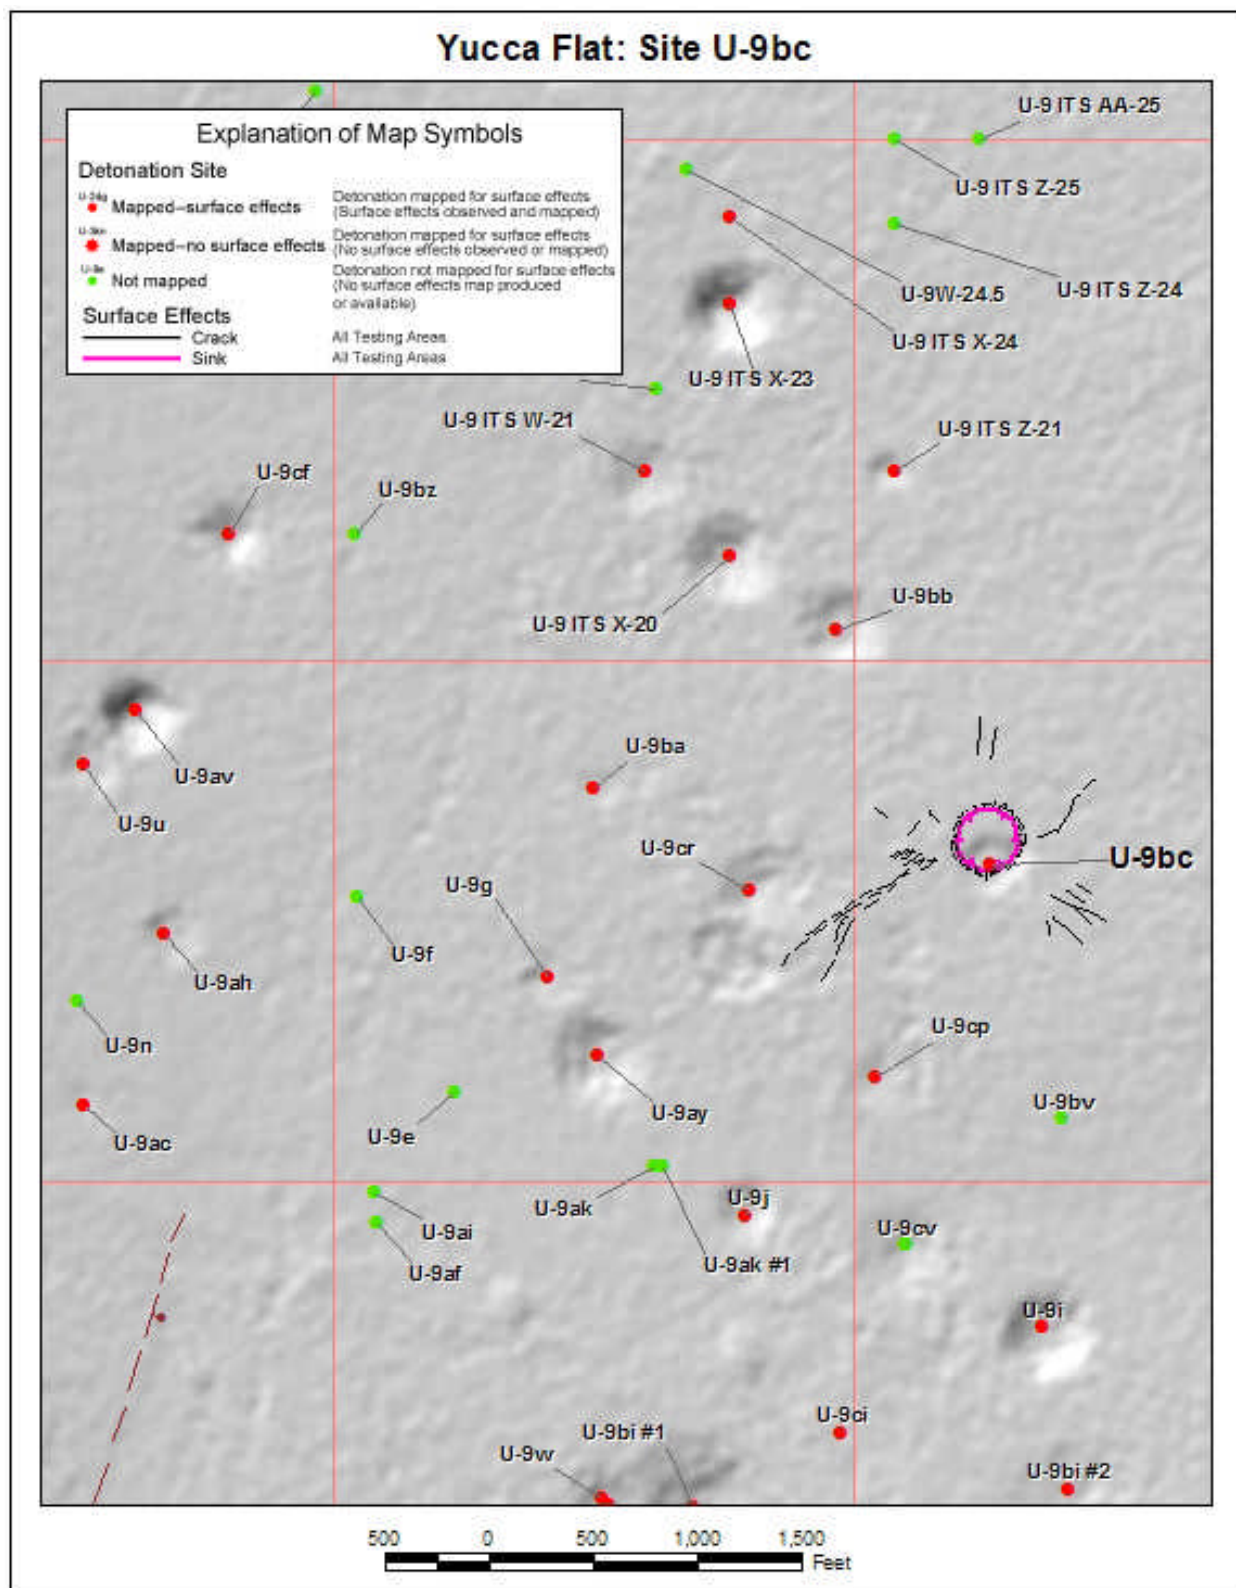 Yucca Flat: Site U-9bc
Explanation of Map Symbols
Detonation Site
Mapped–surface effects
Detonation mapped for surface effects
(Surface effects observed and mapped)
Mapped–no surface effects
Detonation mapped for surface effects
(No surface effects observed or mapped)
Not mapped
Detonation not mapped for surface effects
(No surface effects map produced
or available)
Surface Effects
Crack
All Testing Areas
Sink
All Testing Areas
U-9 ITS AA-25
U-9 ITS Z-25
U-9W-24.5
U-9 ITS Z-24
U-9 ITS X-24
U-9 ITS X-23
U-9 ITS W-21
U-9 ITS Z-21
U-9cf
U-9bz
U-9bb
U-9 ITS X-20
U-9ba
U-9av
U-9u
U-9cr
U-9bc
U-9g
U-9f
U-9ah
U-9cp
U-9n
U-9bv
U-9ay
U-9e
U-9ac
U-9j
U-9ak
U-9cv
U-9ai
U-9ak #1
U-9af
U-9i
U-9ci
U-9bi #1
U-9w
U-9bi #2
500 0 500 1,000 1,500
Feet